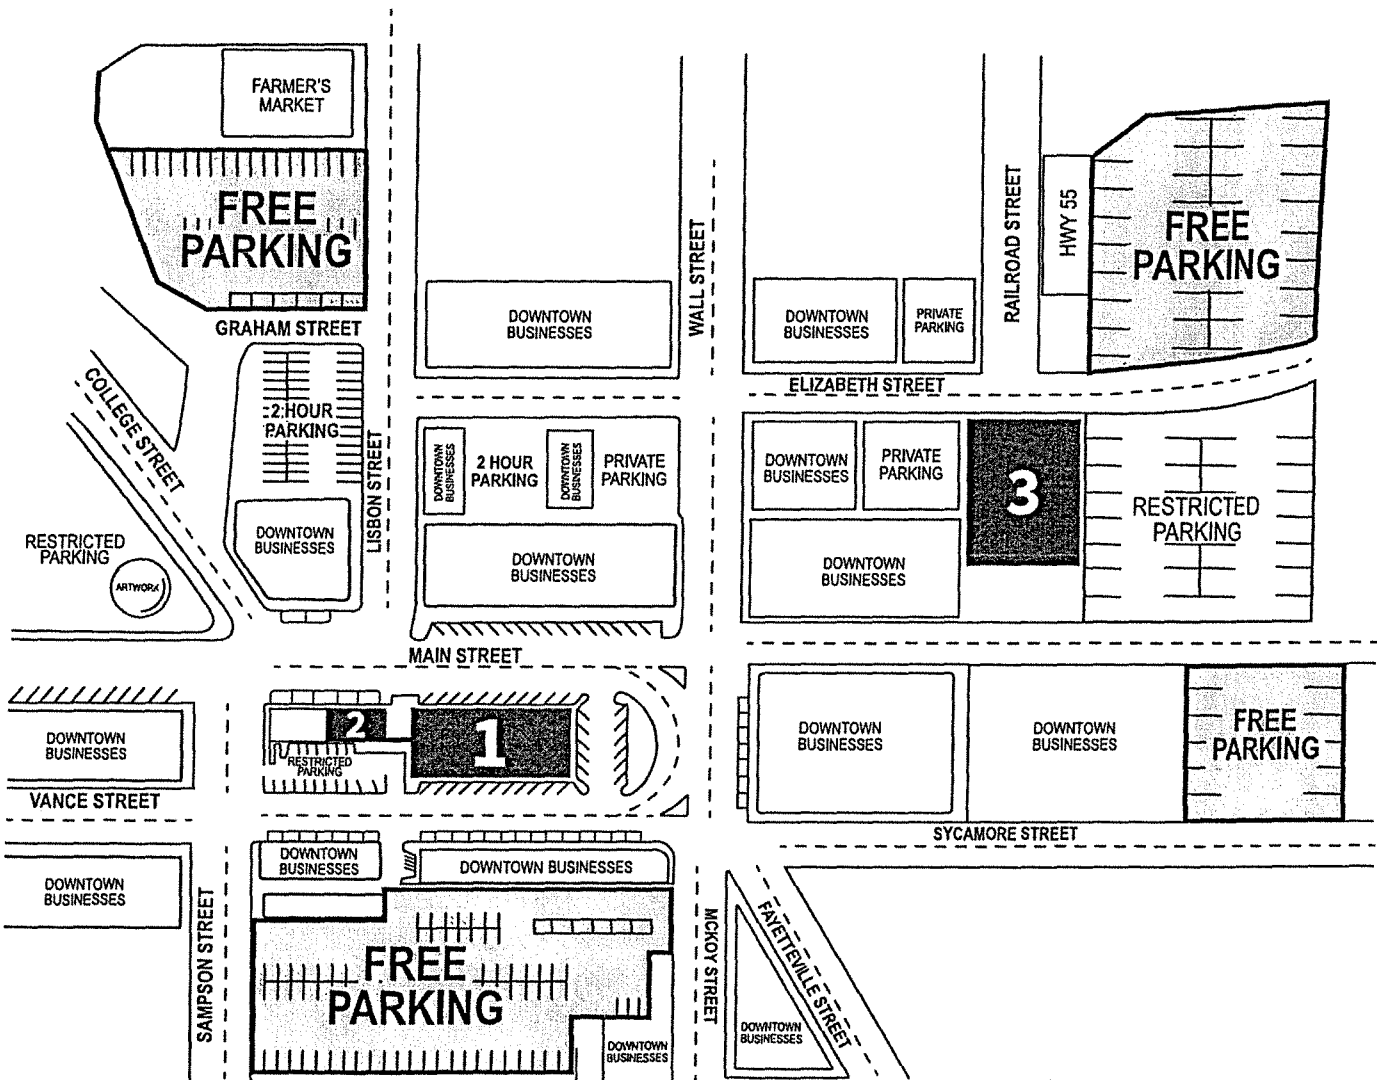 FARMER'S
MARKET
FREE
PARKING
GRAHAM STREET
COLLEGE STREET
2 HOUR
PARKING
LISBON STREET
DOWNTOWN
BUSINESSES
RESTRICTED
PARKING
ARTWORK
DOWNTOWN
BUSINESSES
WALL STREET
DOWNTOWN
BUSINESSES
PRIVATE
PARKING
RAILROAD STREET
HWY 55
FREE
PARKING
ELIZABETH STREET
DOWNTOWN
BUSINESSES
2 HOUR
PARKING
DOWNTOWN
BUSINESSES
PRIVATE
PARKING
DOWNTOWN
BUSINESSES
DOWNTOWN
BUSINESSES
PRIVATE
PARKING
3
RESTRICTED
PARKING
DOWNTOWN
BUSINESSES
MAIN STREET
DOWNTOWN
BUSINESSES
VANCE STREET
2
1
RESTRICTED
PARKING
DOWNTOWN
BUSINESSES
DOWNTOWN
BUSINESSES
FREE
PARKING
SYCAMORE STREET
DOWNTOWN
BUSINESSES
SAMPSON STREET
DOWNTOWN
BUSINESSES
DOWNTOWN BUSINESSES
FREE
PARKING
DOWNTOWN
BUSINESSES
MCKOY STREET
FAYETTEVILLE STREET
DOWNTOWN
BUSINESSES